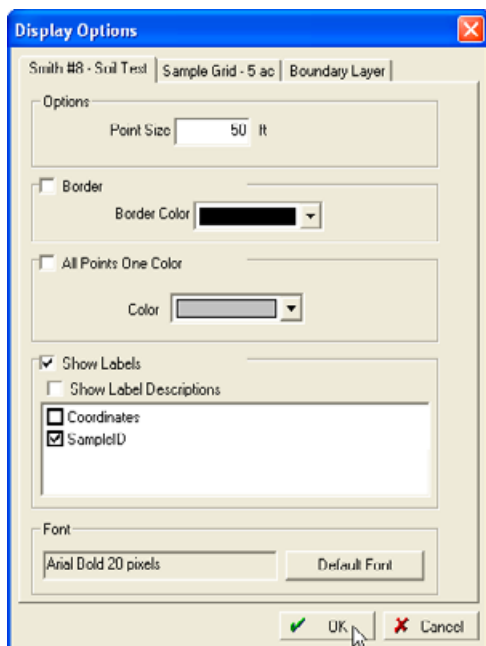 Display Options
Smith #8 - Soil Test Sample Grid - 5 ac Boundary Layer
Options
Point Size 50 ft
Border
Border Color
All Points One Color
Color
Show Labels
Show Label Descriptions
Coordinates
SampleID
Font
Arial Bold 20 pixels Default Font
OK Cancel